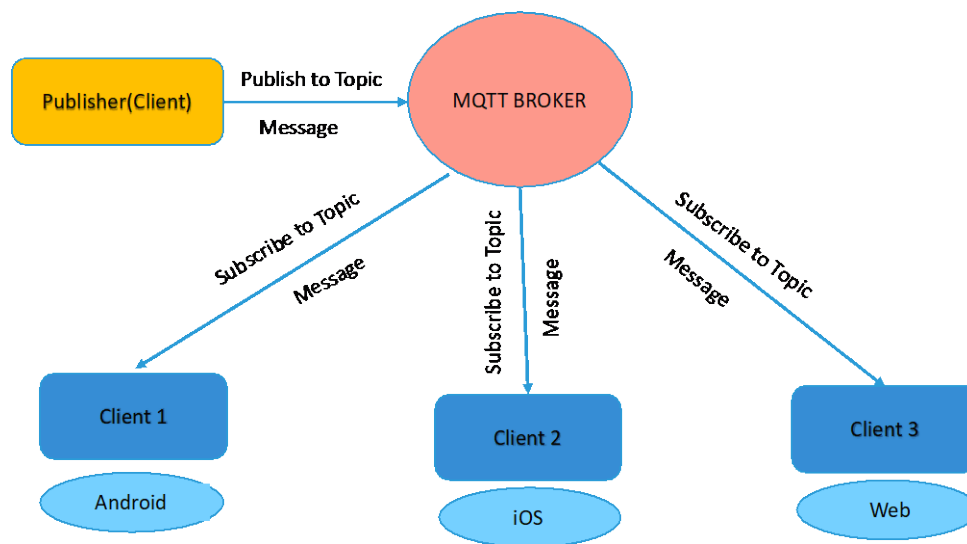 Publish to Topic
Publisher(Client)
MQTT BROKER
Message
Subscribe to Topic
Message
Subscribe to Topic
Message
Subscribe to Topic
Message
Client 1
Client 2
Client 3
Android
iOS
Web